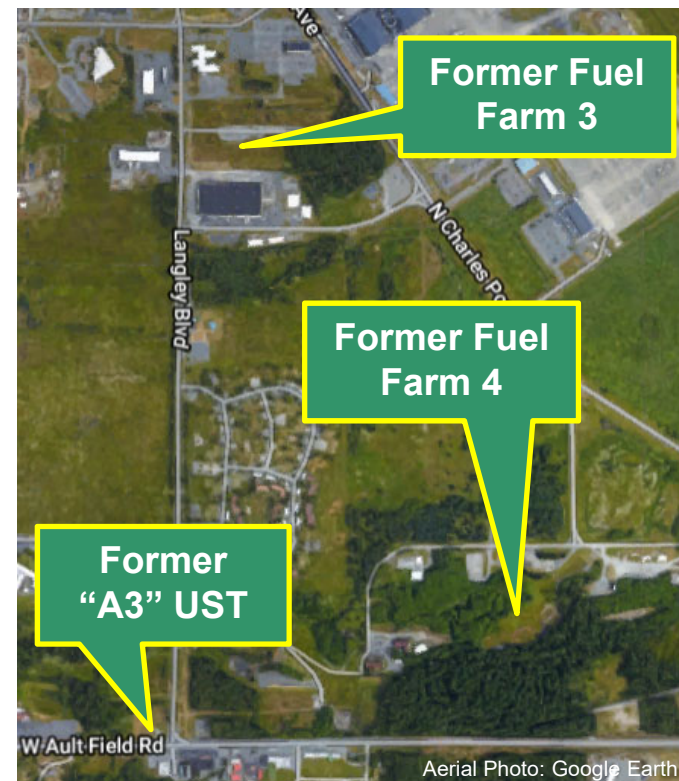 Ave
Former Fuel
Farm 3
Langley Blvd
N Charles Po
Former Fuel
Farm 4
Former
“A3” UST
W Ault Field Rd
Aerial Photo: Google Earth